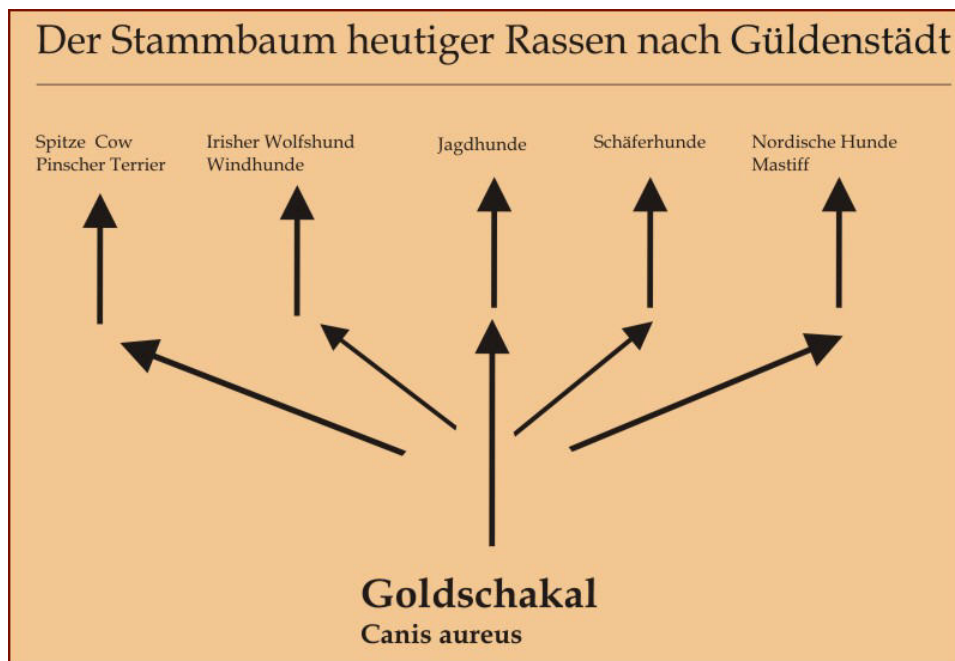 Der Stammbaum heutiger Rassen nach Güldenstädt
Spitze Cow
Pinscher Terrier
Irisher Wolfshund
Windhunde
Jagdhunde
Schäferhunde
Nordische Hunde
Mastiff
Goldschakal
Canis aureus